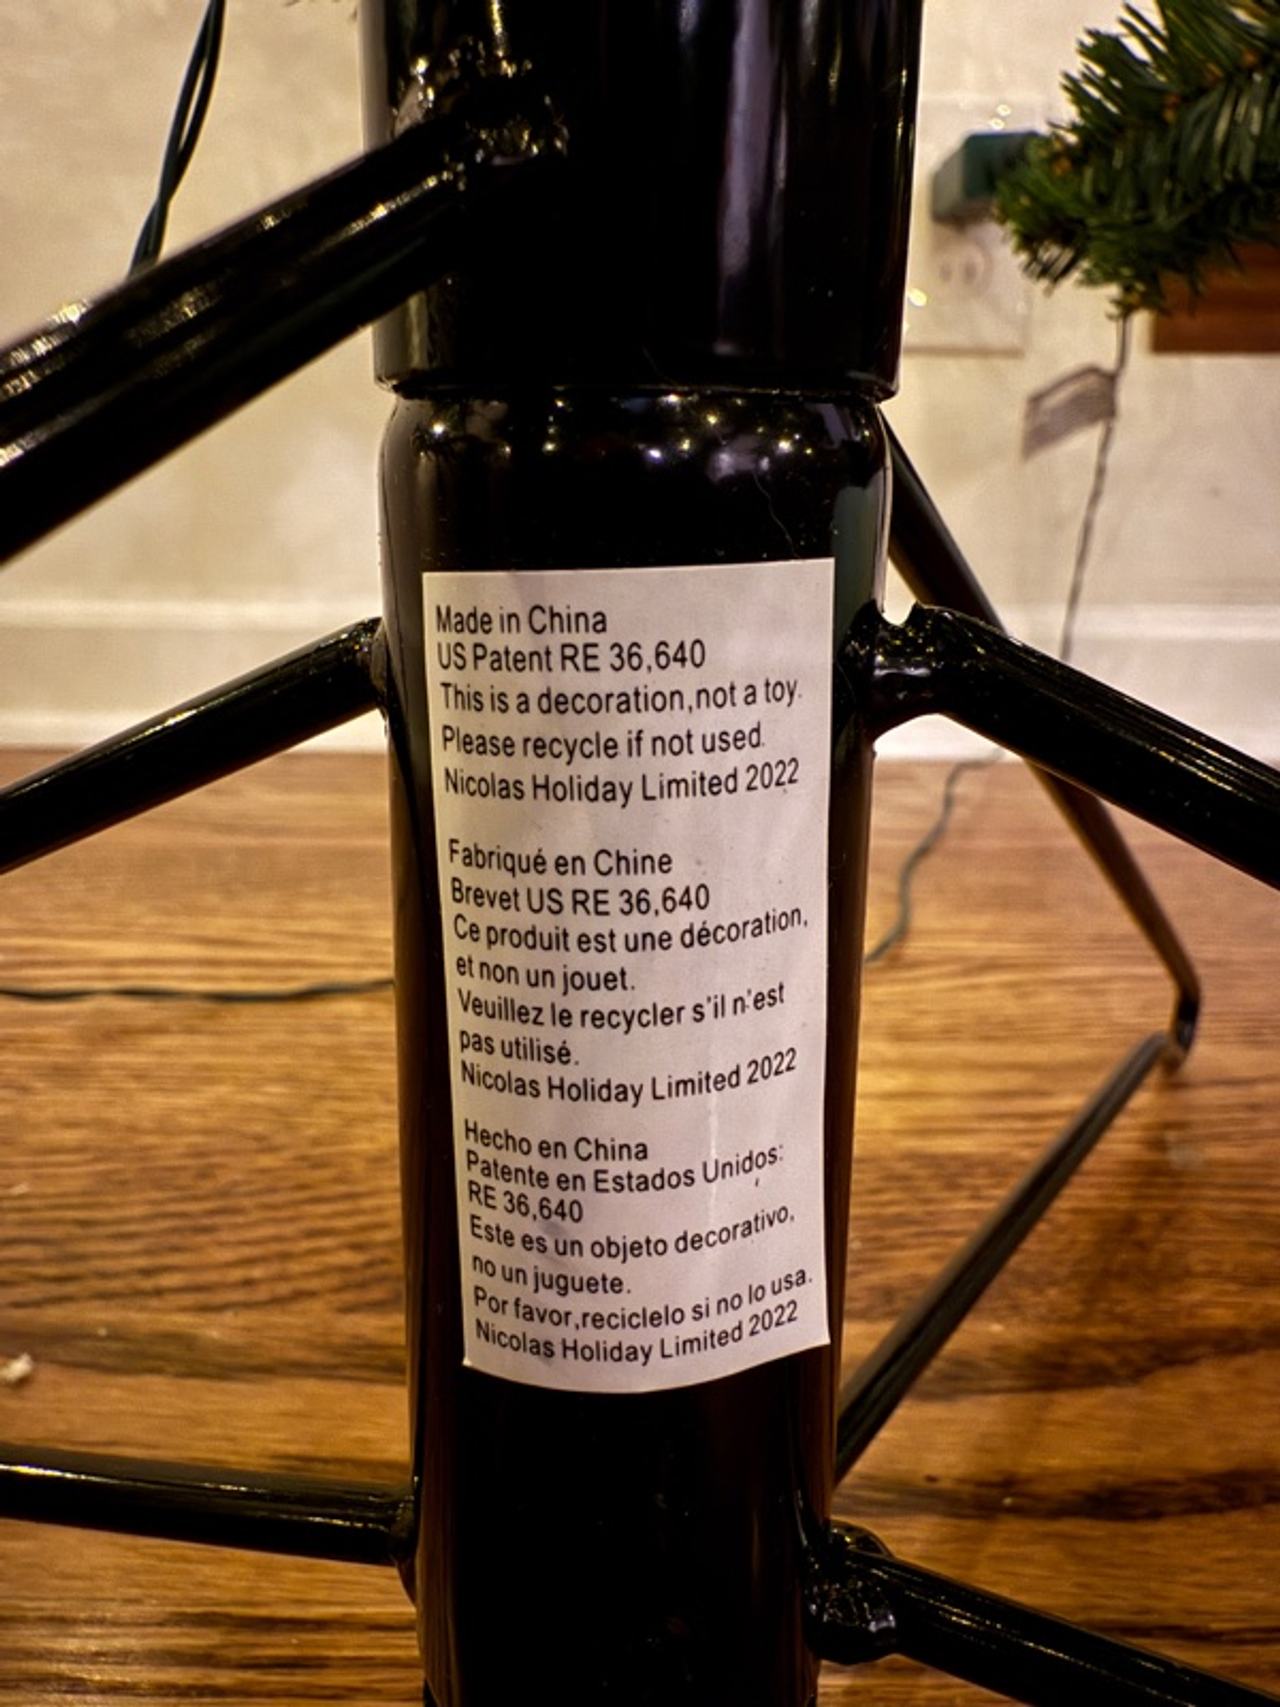 Made in China
US Patent RE 36,640
This is a decoration,not a toy.
Please recycle if not used.
Nicolas Holiday Limited 2022
Fabriqué en Chine
Brevet US RE 36,640
Ce produit est une décoration,
et non un jouet.
Veuillez le recycler s'il n'est
pas utilisé.
Nicolas Holiday Limited 2022
Hecho en China
Patente en Estados Unidos:
RE 36,640
Este es un objeto decorativo,
no un juguete.
Por favor,reciclelo si no lo usa.
Nicolas Holiday Limited 2022